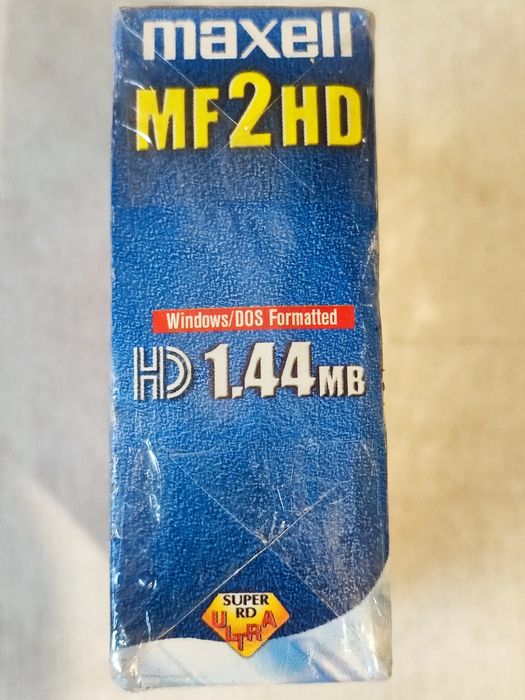 maxell
MF2HD
Windows/DOS Formatted
HD 1.44MB
SUPER
RD
ULTRA